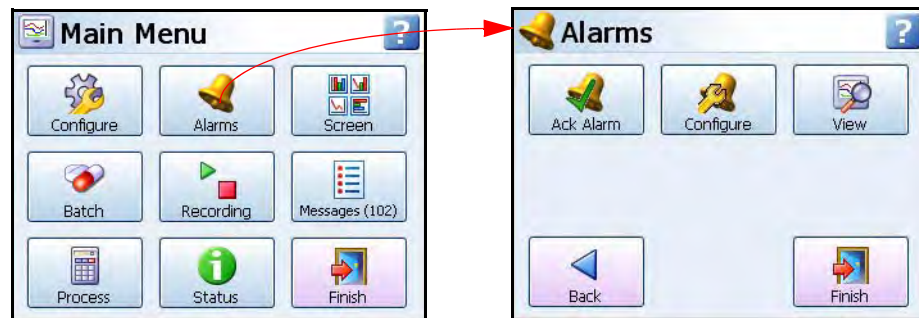 Main Menu
?
Configure
Alarms
Screen
Batch
Recording
Messages (102)
Process
Status
Finish
Alarms
?
Ack Alarm
Configure
View
Back
Finish